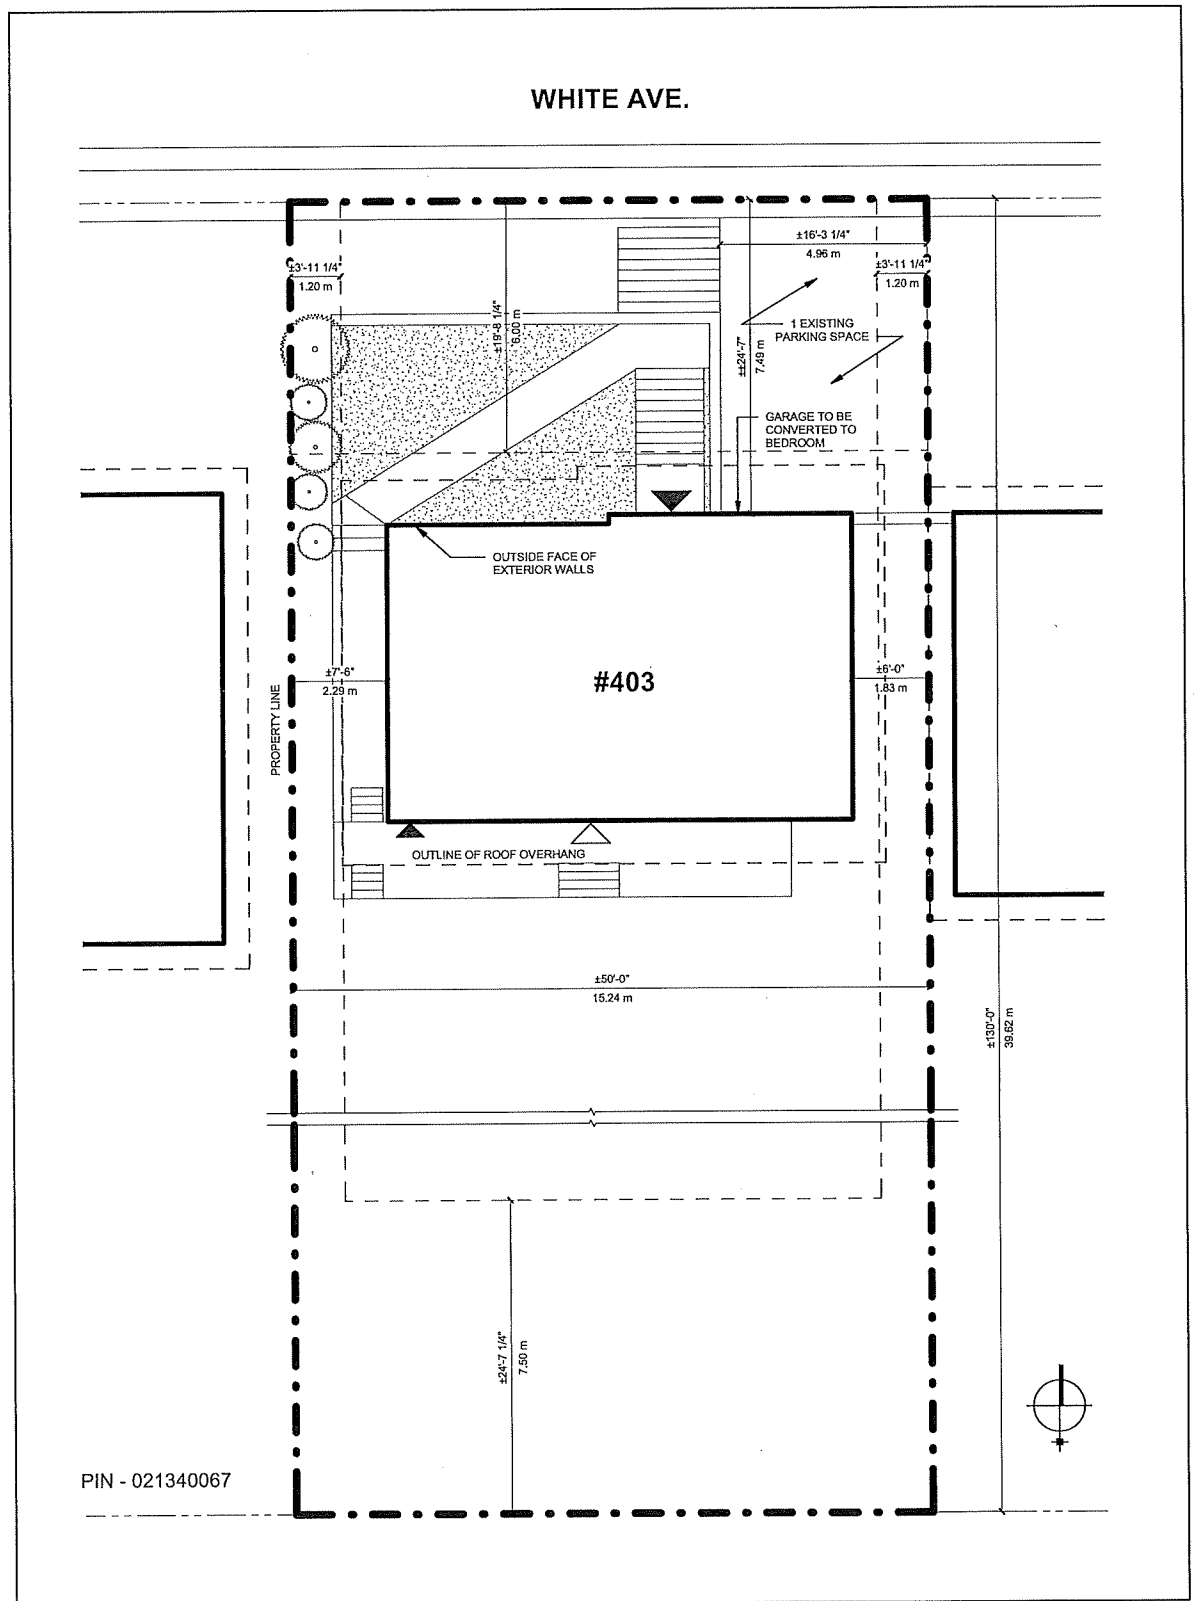 WHITE AVE.
±16'-3 1/4"
4.96 m
±3'-11 1/4"
1.20 m
±3'-11 1/4"
1.20 m
±19'-8 1/4"
6.00 m
±±24'-7"
7.49 m
1 EXISTING
PARKING SPACE
GARAGE TO BE
CONVERTED TO
BEDROOM
OUTSIDE FACE OF
EXTERIOR WALLS
#403
±7'-6"
2.29 m
±6'-0"
1.83 m
PROPERTY LINE
OUTLINE OF ROOF OVERHANG
±50'-0"
15.24 m
±130'-0"
39.62 m
±24'-7 1/4"
7.50 m
PIN - 021340067